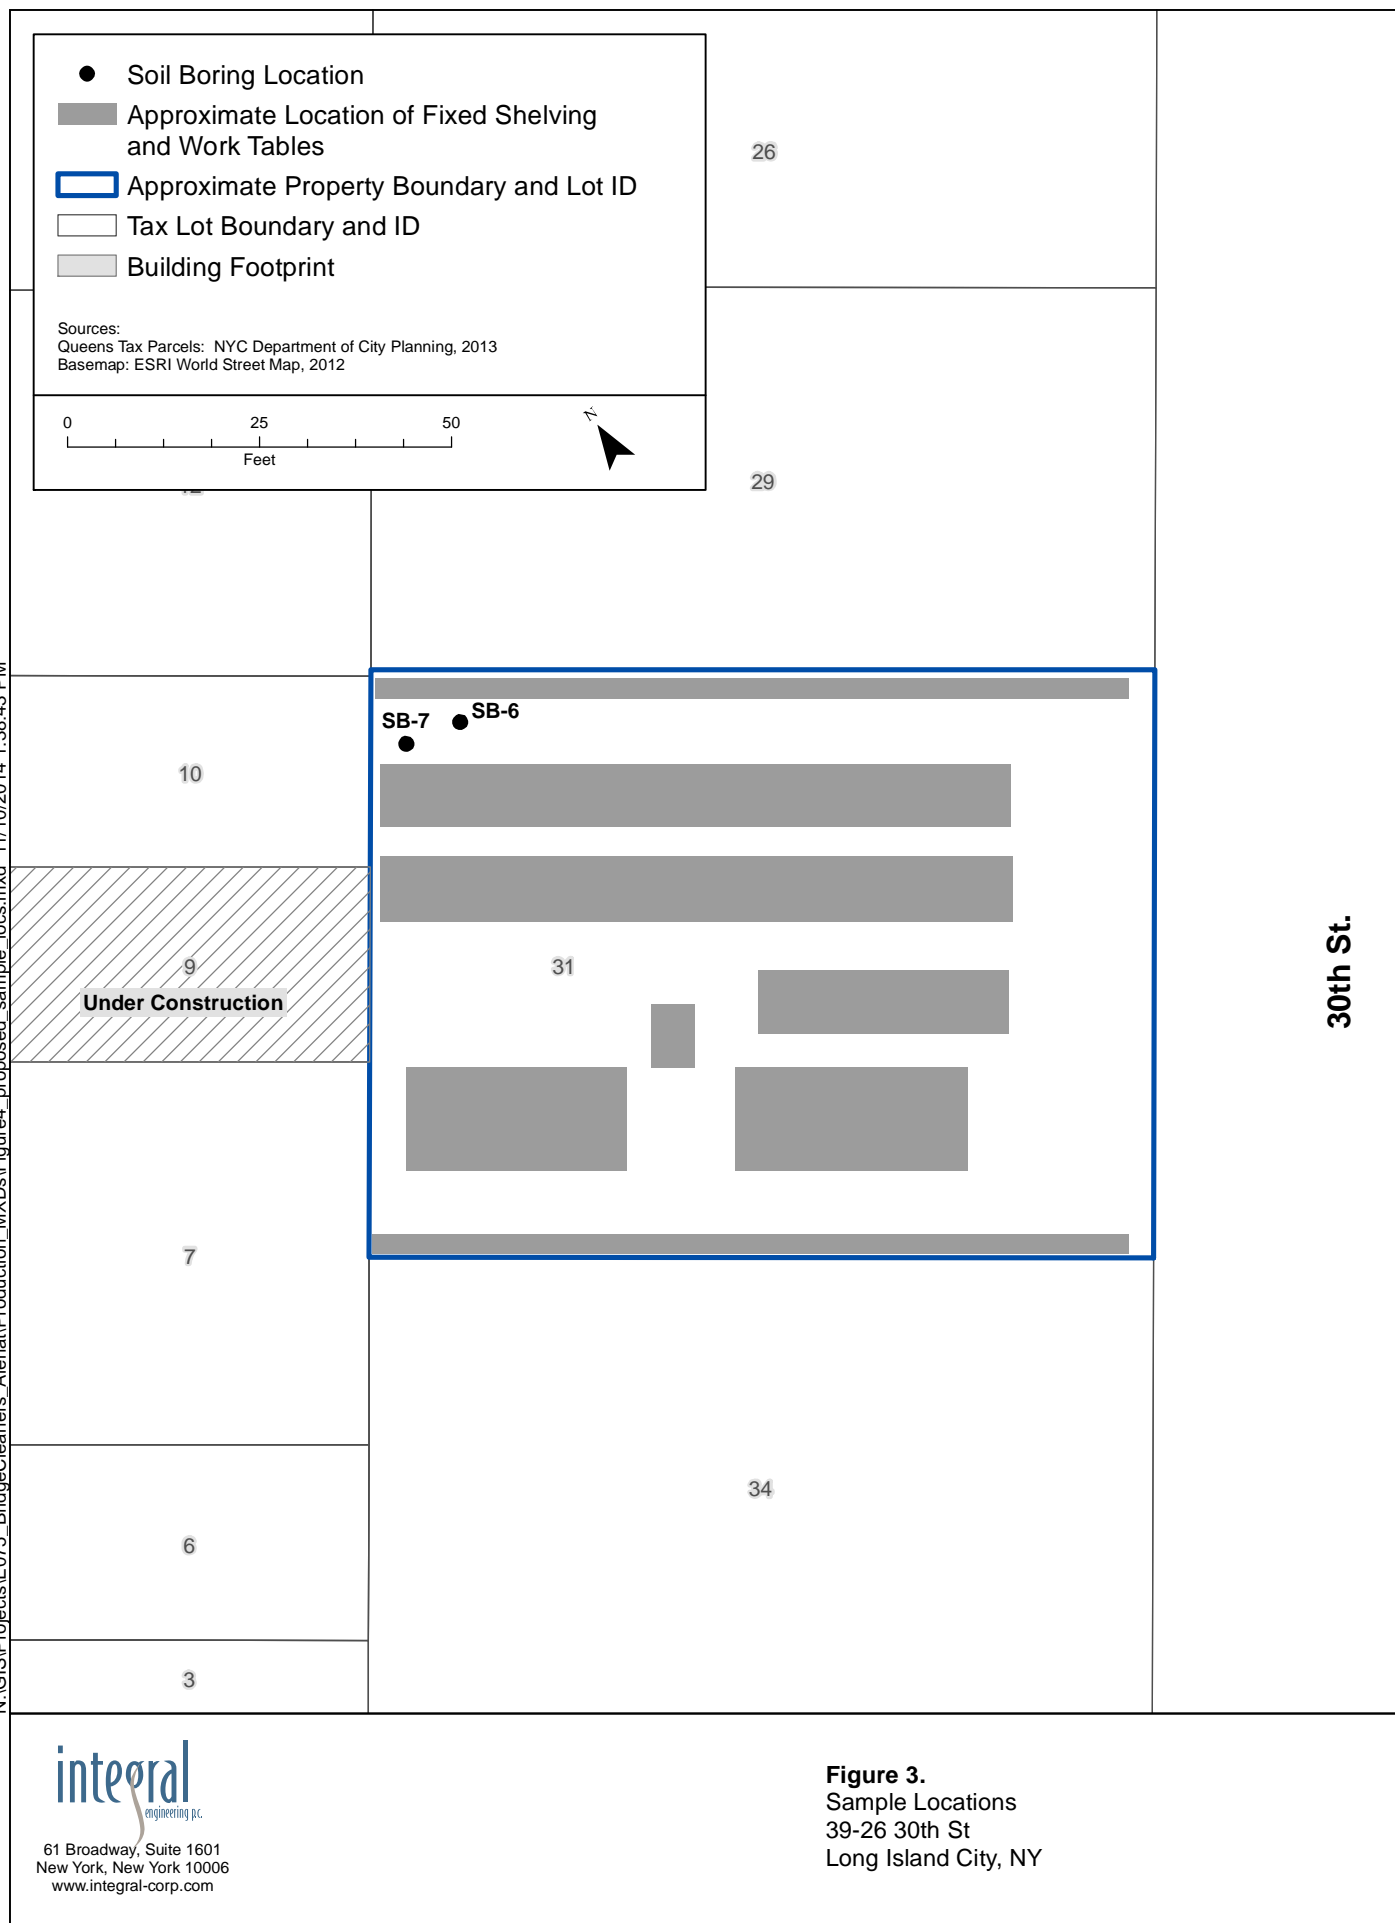 Soil Boring Location
Approximate Location of Fixed Shelving
and Work Tables
Approximate Property Boundary and Lot ID
Tax Lot Boundary and ID
Building Footprint
Sources:
Queens Tax Parcels: NYC Department of City Planning, 2013
Basemap: ESRI World Street Map, 2012
0 25 50
Feet
N
26
29
SB-7 SB-6
10
9
Under Construction
31
30th St.
7
34
6
3
integral
engineering p.c.
61 Broadway, Suite 1601
New York, New York 10006
www.integral-corp.com
Figure 3.
Sample Locations
39-26 30th St
Long Island City, NY